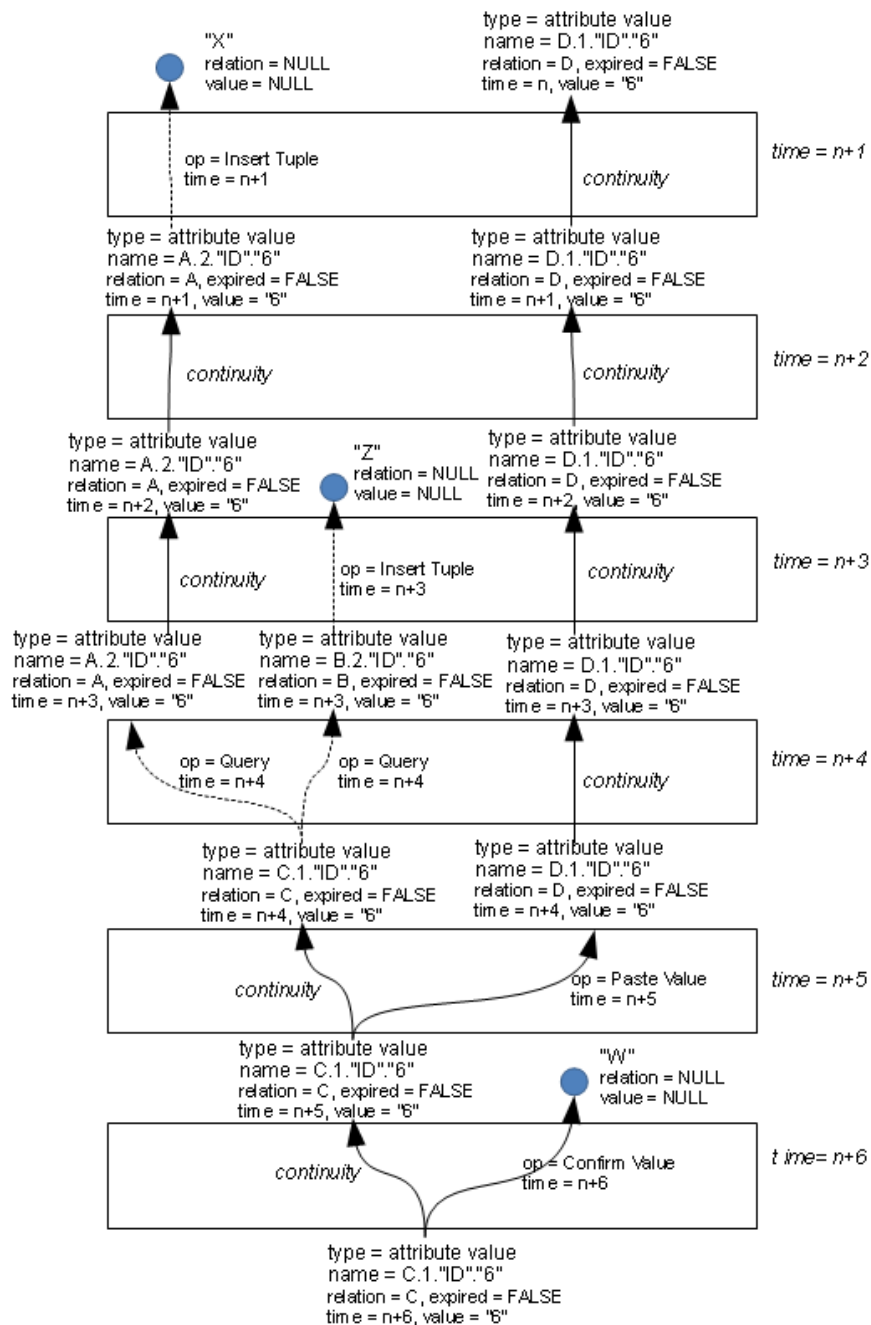 "X"
relation = NULL
value = NULL
type = attribute value
name = D.1."ID"."6"
relation = D, expired = FALSE
time = n, value = "6"
op = Insert Tuple
time = n+1
continuity
time = n+1
type = attribute value
name = A.2."ID"."6"
relation = A, expired = FALSE
time = n+1, value = "6"
type = attribute value
name = D.1."ID"."6"
relation = D, expired = FALSE
time = n+1, value = "6"
continuity
continuity
time = n+2
type = attribute value
name = A.2."ID"."6"
relation = A, expired = FALSE
time = n+2, value = "6"
"Z"
relation = NULL
value = NULL
type = attribute value
name = D.1."ID"."6"
relation = D, expired = FALSE
time = n+2, value = "6"
continuity
op = Insert Tuple
time = n+3
continuity
time = n+3
type = attribute value
name = A.2."ID"."6"
relation = A, expired = FALSE
time = n+3, value = "6"
type = attribute value
name = B.2."ID"."6"
relation = B, expired = FALSE
time = n+3, value = "6"
type = attribute value
name = D.1."ID"."6"
relation = D, expired = FALSE
time = n+3, value = "6"
op = Query
time = n+4
op = Query
time = n+4
continuity
time = n+4
type = attribute value
name = C.1."ID"."6"
relation = C, expired = FALSE
time = n+4, value = "6"
type = attribute value
name = D.1."ID"."6"
relation = D, expired = FALSE
time = n+4, value = "6"
continuity
op = Paste Value
time = n+5
time = n+5
type = attribute value
name = C.1."ID"."6"
relation = C, expired = FALSE
time = n+5, value = "6"
"W"
relation = NULL
value = NULL
continuity
op = Confirm Value
time = n+6
t ime= n+6
type = attribute value
name = C.1."ID"."6"
relation = C, expired = FALSE
time = n+6, value = "6"